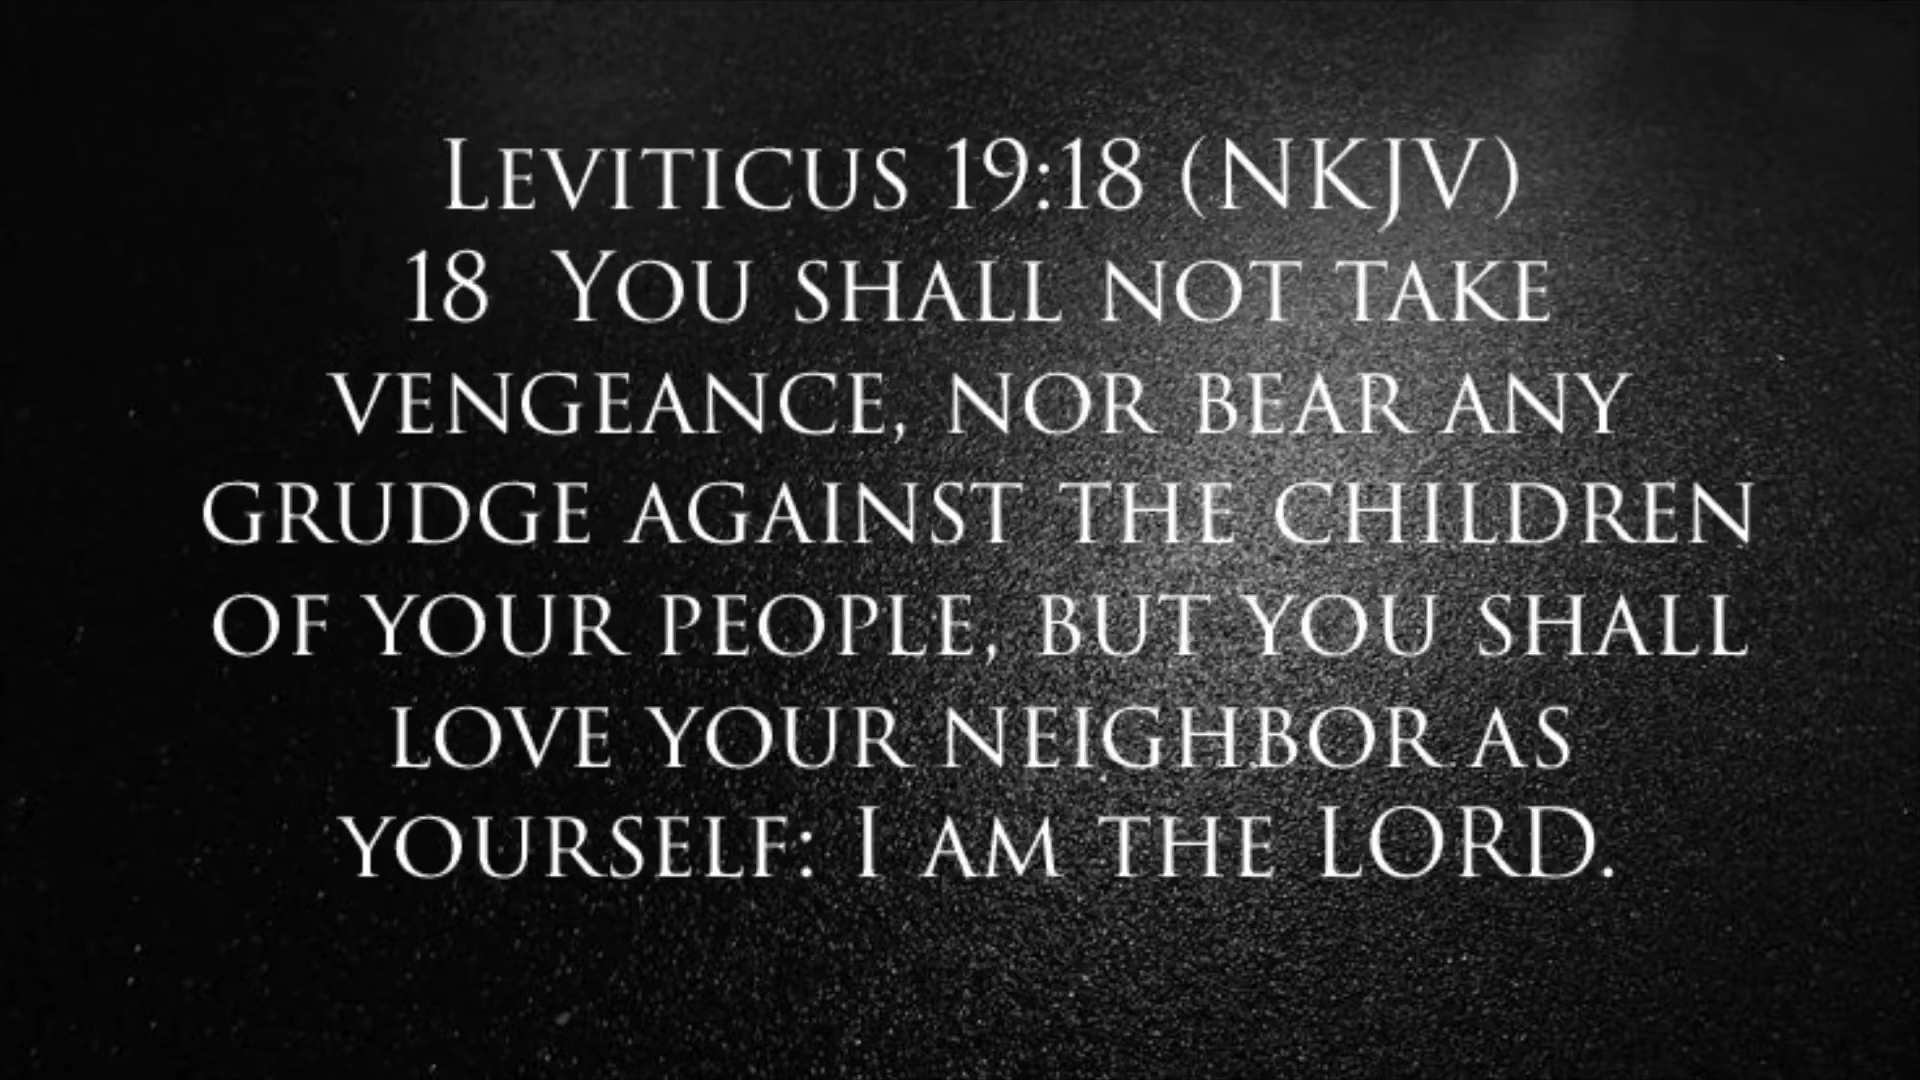 Leviticus 19:18 (NKJV)
18 You shall not take
vengeance, nor bear any
grudge against the children
of your people, but you shall
love your neighbor as
yourself: I am the LORD.